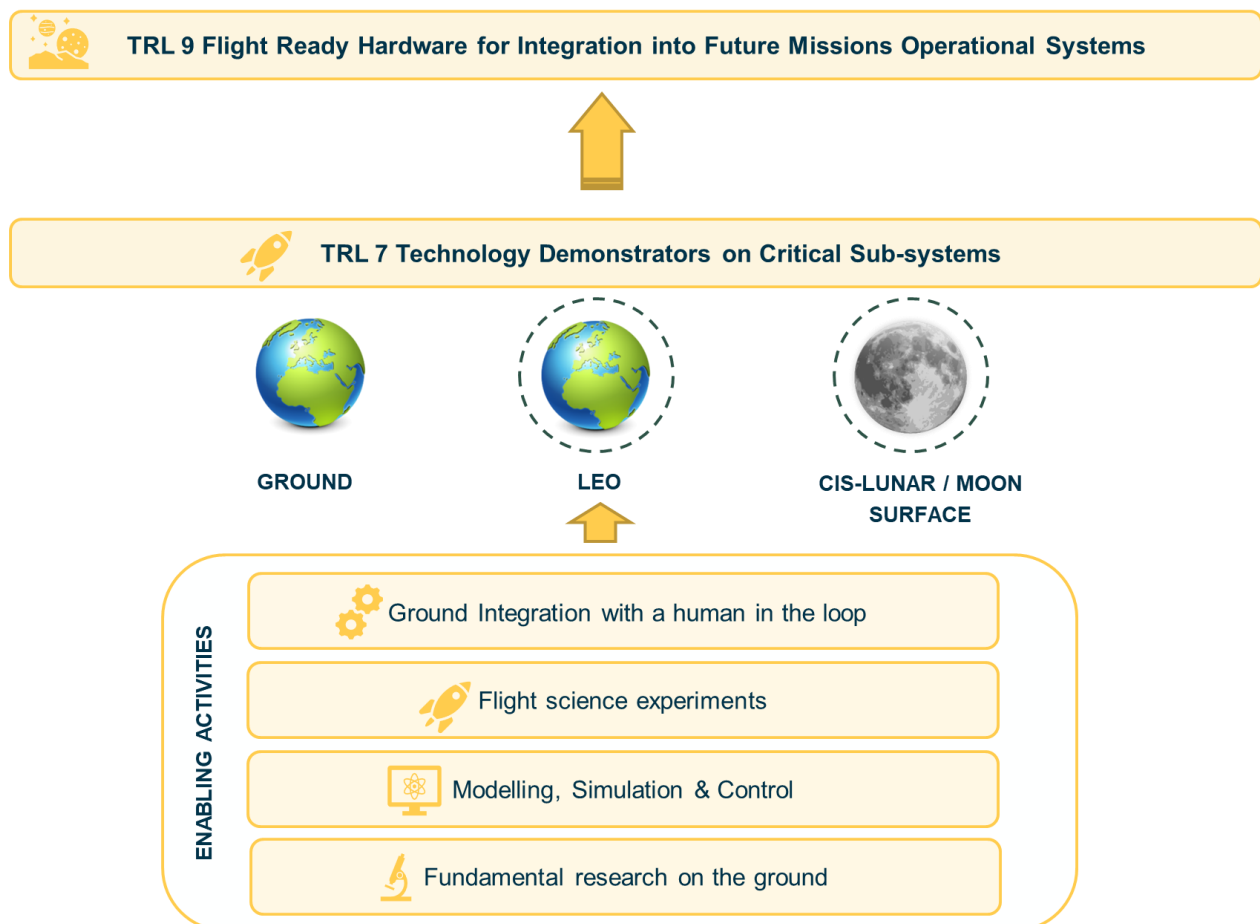 TRL 9 Flight Ready Hardware for Integration into Future Missions Operational Systems
TRL 7 Technology Demonstrators on Critical Sub-systems
GROUND
LEO
CIS-LUNAR / MOON
SURFACE
ENABLING ACTIVITIES
Ground Integration with a human in the loop
Flight science experiments
Modelling, Simulation & Control
Fundamental research on the ground